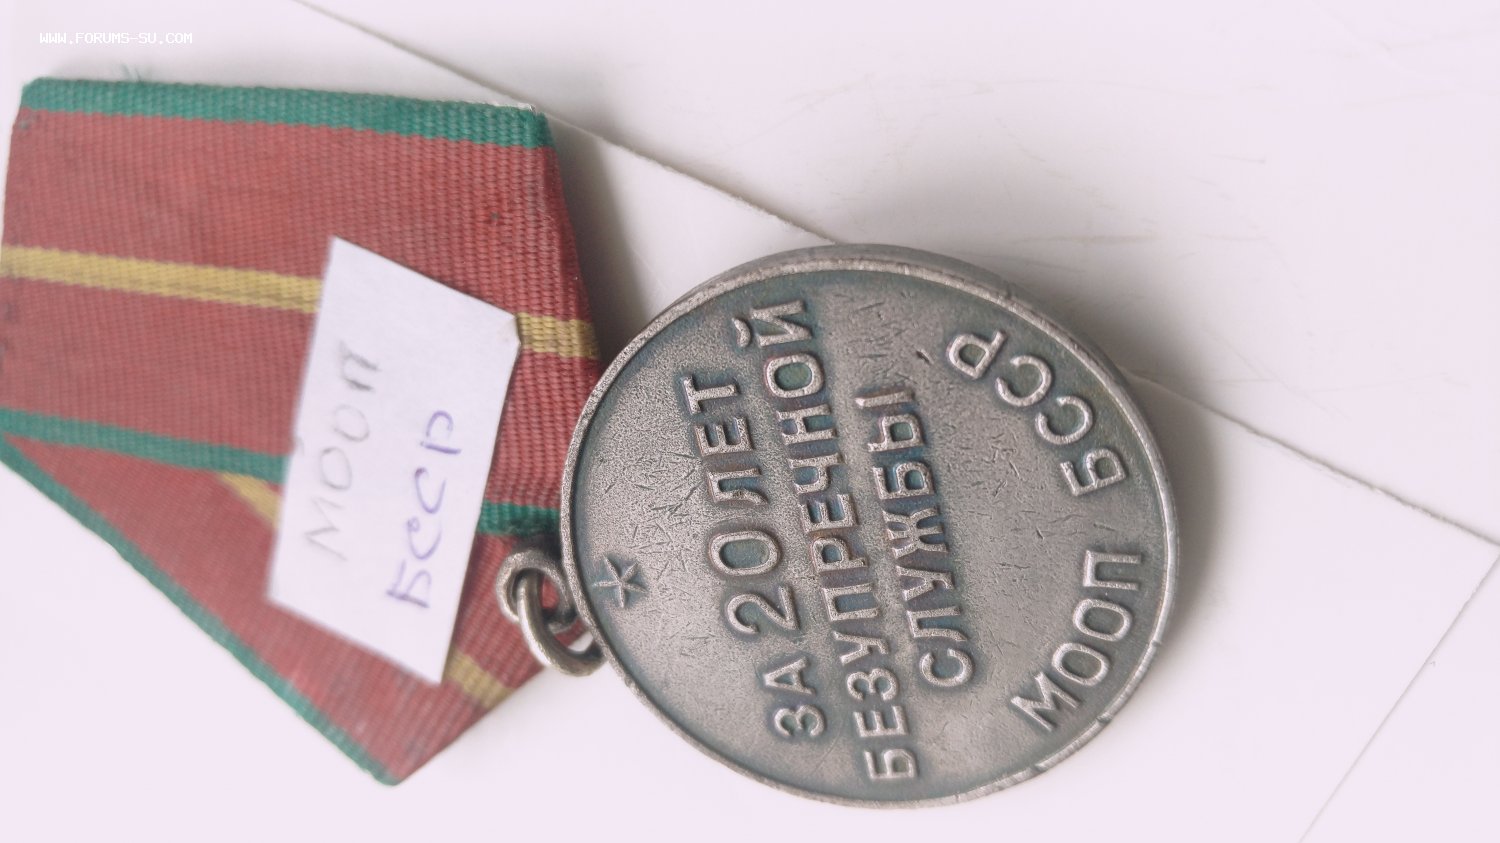 WWW.FORUMS-SU.COM
МООП
БССР
ЗА 20 ЛЕТ
БЕЗУПРЕЧНОЙ
СЛУЖБЫ
МООП БССР